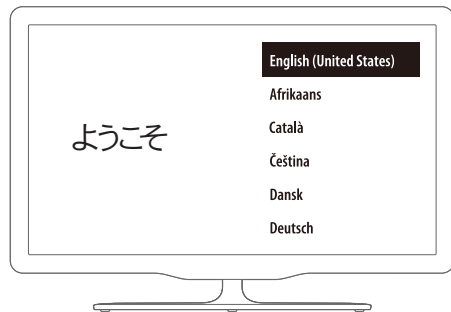 ようこそ
English (United States)
Afrikaans
Català
Čeština
Dansk
Deutsch